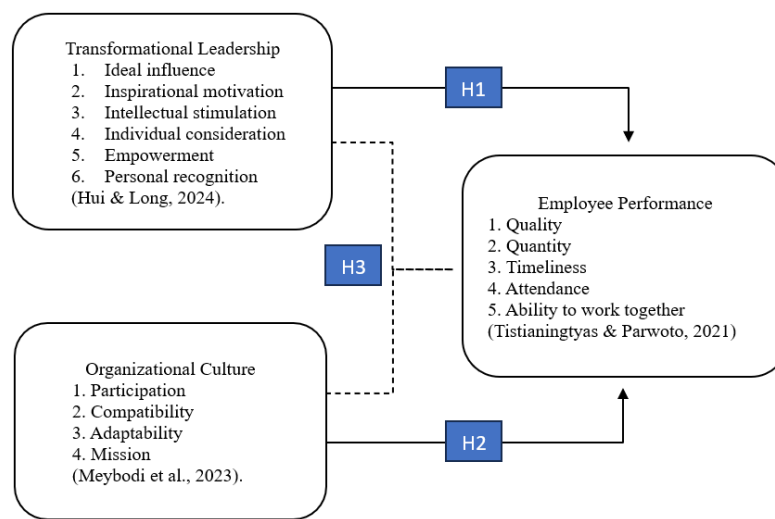 Transformational Leadership
1. Ideal influence
2. Inspirational motivation
3. Intellectual stimulation
4. Individual consideration
5. Empowerment
6. Personal recognition
(Hui & Long, 2024).
H1
Employee Performance
1. Quality
2. Quantity
3. Timeliness
4. Attendance
5. Ability to work together
(Tistianingtyas & Parwoto, 2021)
H3
Organizational Culture
1. Participation
2. Compatibility
3. Adaptability
4. Mission
(Meybodi et al., 2023).
H2